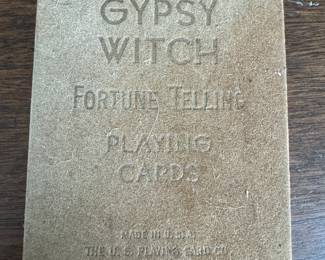 GYPSY
WITCH
FORTUNE TELLING
PLAYING
CARDS
MADE IN U.S.A.
THE U.S. PLAYING CARD CO.